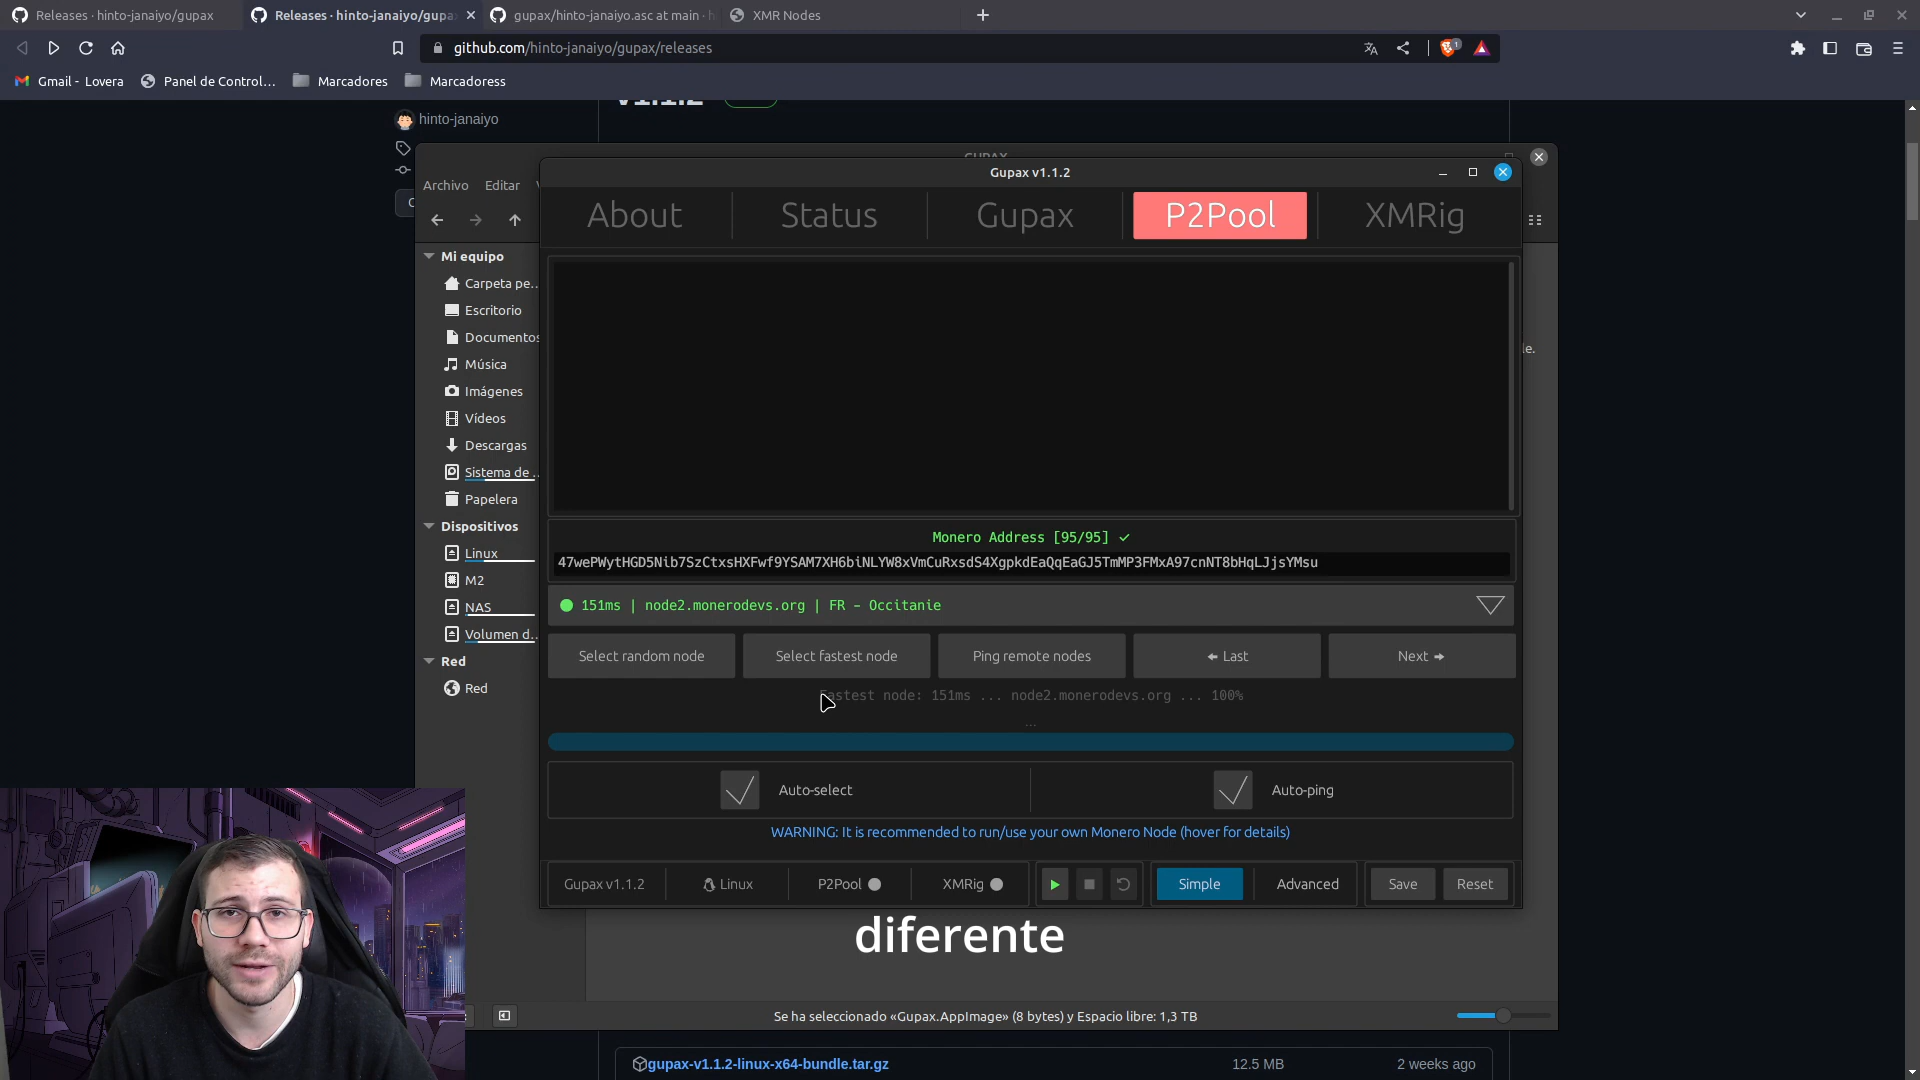 Releases · hinto-janaiyo/gupax
Releases · hinto-janaiyo/gupa
gupax/hinto-janaiyo.asc at main · h
XMR Nodes
github.com/hinto-janaiyo/gupax/releases
1
Gmail - Lovera
Panel de Control...
Marcadores
Marcadoress
v1.1.2
hinto-janaiyo
GUPAX
Archivo
Editar
Gupax v1.1.2
About
Status
Gupax
P2Pool
XMRig
Mi equipo
Carpeta pe...
Escritorio
Documentos
Música
Imágenes
Vídeos
Descargas
Sistema de ...
Papelera
Dispositivos
Linux
M2
NAS
Volumen d...
Red
Red
le.
Monero Address [95/95] ✓
47wePWytHGD5Nib7SzCtxsHXFwf9YSAM7XH6biNLYW8xVmCuRxsdS4XgpkdEaQqEaGJ5TmMP3FMxA97cnNT8bHqLJjsYMsu
151ms | node2.monerodevs.org | FR - Occitanie
Select random node
Select fastest node
Ping remote nodes
← Last
Next →
Fastest node: 151ms ... node2.monerodevs.org ... 100%
...
Auto-select
Auto-ping
WARNING: It is recommended to run/use your own Monero Node (hover for details)
Gupax v1.1.2
Linux
P2Pool
XMRig
Simple
Advanced
Save
Reset
diferente
Se ha seleccionado «Gupax.AppImage» (8 bytes) y Espacio libre: 1,3 TB
gupax-v1.1.2-linux-x64-bundle.tar.gz
12.5 MB
2 weeks ago